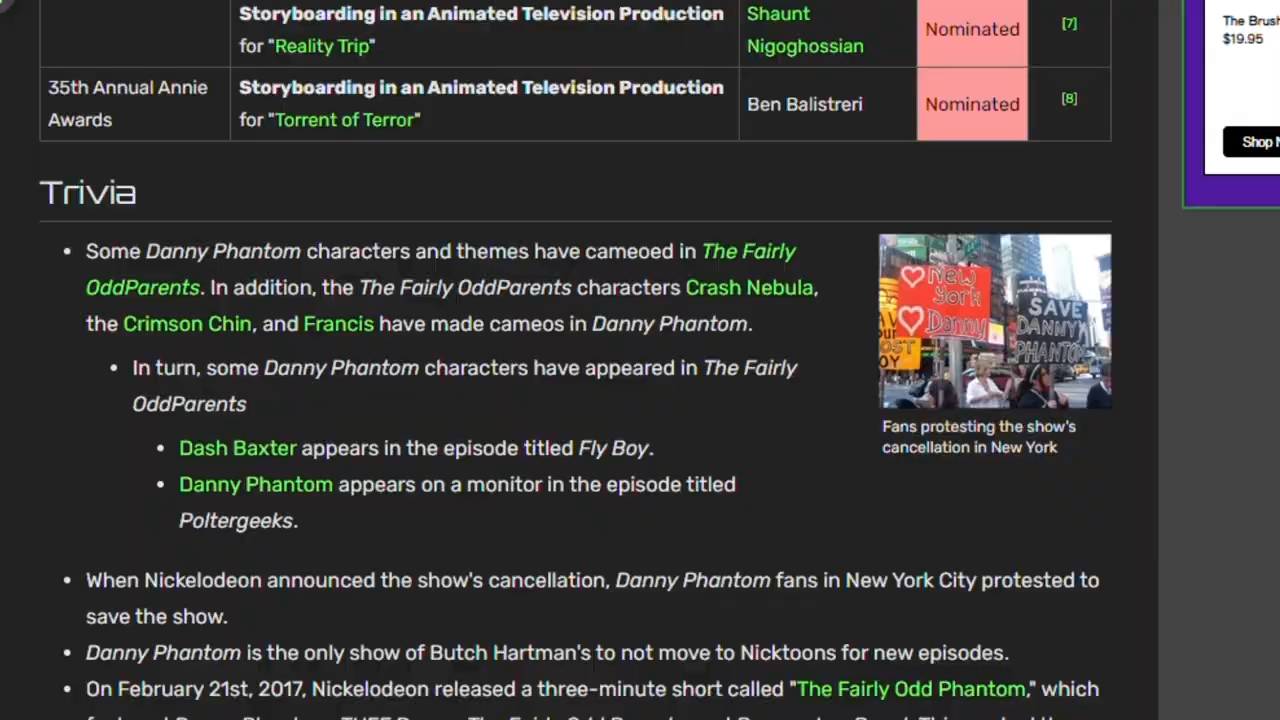 Storyboarding in an Animated Television Production
for "Reality Trip"
Shaunt
Nigoghossian
Nominated
[7]
35th Annual Annie
Awards
Storyboarding in an Animated Television Production
for "Torrent of Terror"
Ben Balistreri
Nominated
[8]
The Brush
$19.95
Shop N
Trivia
• Some Danny Phantom characters and themes have cameoed in The Fairly
OddParents. In addition, the The Fairly OddParents characters Crash Nebula,
the Crimson Chin, and Francis have made cameos in Danny Phantom.
• In turn, some Danny Phantom characters have appeared in The Fairly
OddParents
• Dash Baxter appears in the episode titled Fly Boy.
• Danny Phantom appears on a monitor in the episode titled
Poltergeeks.
New
York
Danny
SAVE
DANNY
PHANTOM
Fans protesting the show's
cancellation in New York
• When Nickelodeon announced the show's cancellation, Danny Phantom fans in New York City protested to
save the show.
• Danny Phantom is the only show of Butch Hartman's to not move to Nicktoons for new episodes.
• On February 21st, 2017, Nickelodeon released a three-minute short called "The Fairly Odd Phantom," which